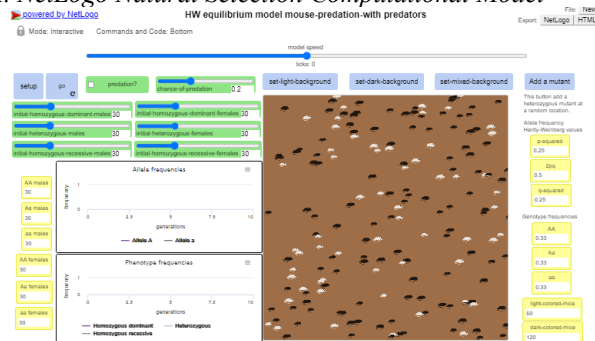 . NetLogo Natural Selection Computational Model
powered by NetLogo
HW equilibrium model mouse-predation-with predators
File: New
Export: NetLogo HTML
Mode: Interactive Commands and Code: Bottom
model speed
ticks: 0
setup
go
predation?
chance-of-predation 0.2
set-light-background
set-dark-background
set-mixed-background
Add a mutant
initial-homozygous-dominant-males 30
initial-homozygous-dominant-females 30
initial-heterozygous-males 30
initial-heterozygous-females 30
initial-homozygous-recessive-males 30
initial-homozygous-recessive-females 30
This button add a
heterozygous mutant at
a random location.
Allele frequency
Hardy-Weinberg values
p-squared
0.25
2pq
0.5
q-squared
0.25
Genotype frequencies
AA
0.33
Aa
0.33
aa
0.33
light-colored-mice
60
dark-colored-mice
120
AA males
30
Aa males
30
aa males
30
AA females
30
Aa females
30
aa females
30
Allele frequencies
frequency
1
0
0 2.5 5 7.5 10
generations
Allele A Allele a
Phenotype frequencies
frequency
1
0
0 2.5 5 7.5 10
generations
Homozygous dominant Heterozygous
Homozygous recessive